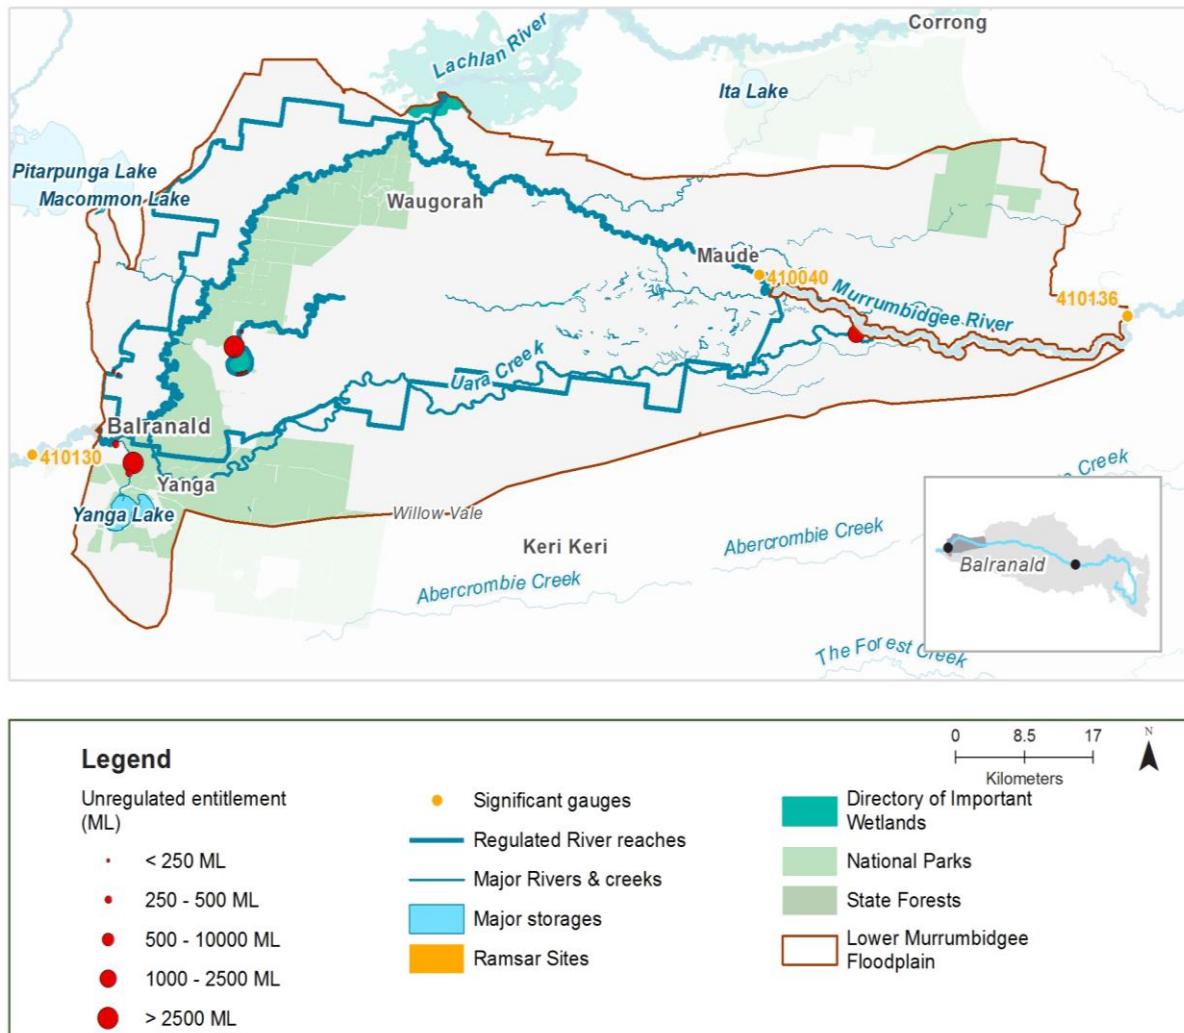 Corrong
Lachlan River
Ita Lake
Pitarpunga Lake
Macommon Lake
Waugorah
Maude
410040
410136
Murrumbidgee River
Uara Creek
Balranald
410130
Yanga
Yanga Lake
Willow Vale
Keri Keri
Creek
Abercrombie Creek
Abercrombie Creek
The Forest Creek
Balranald
Legend
0 8.5 17
Kilometers
N
Unregulated entitlement
(ML)
< 250 ML
250 - 500 ML
500 - 10000 ML
1000 - 2500 ML
> 2500 ML
Significant gauges
Regulated River reaches
Major Rivers & creeks
Major storages
Ramsar Sites
Directory of Important
Wetlands
National Parks
State Forests
Lower Murrumbidgee
Floodplain